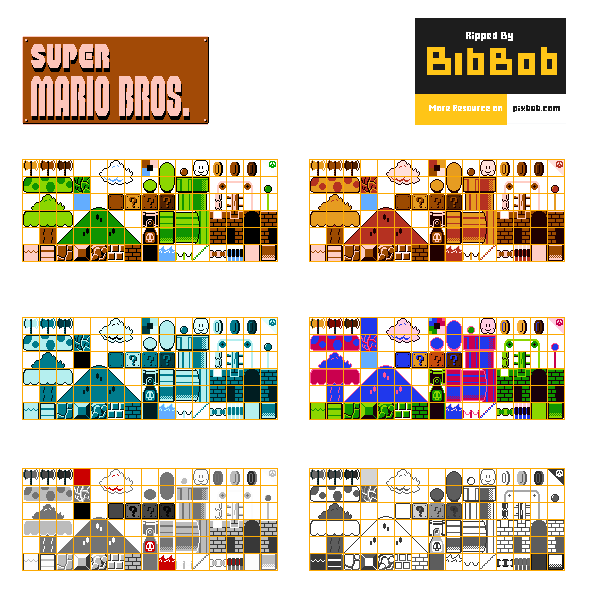 SUPER
MARIO BROS.
Ripped By
BibBob
More Resource on pixbob.com
? ? ?
? ? ?
? ? ?
? ? ?
? ? ?
? ? ?